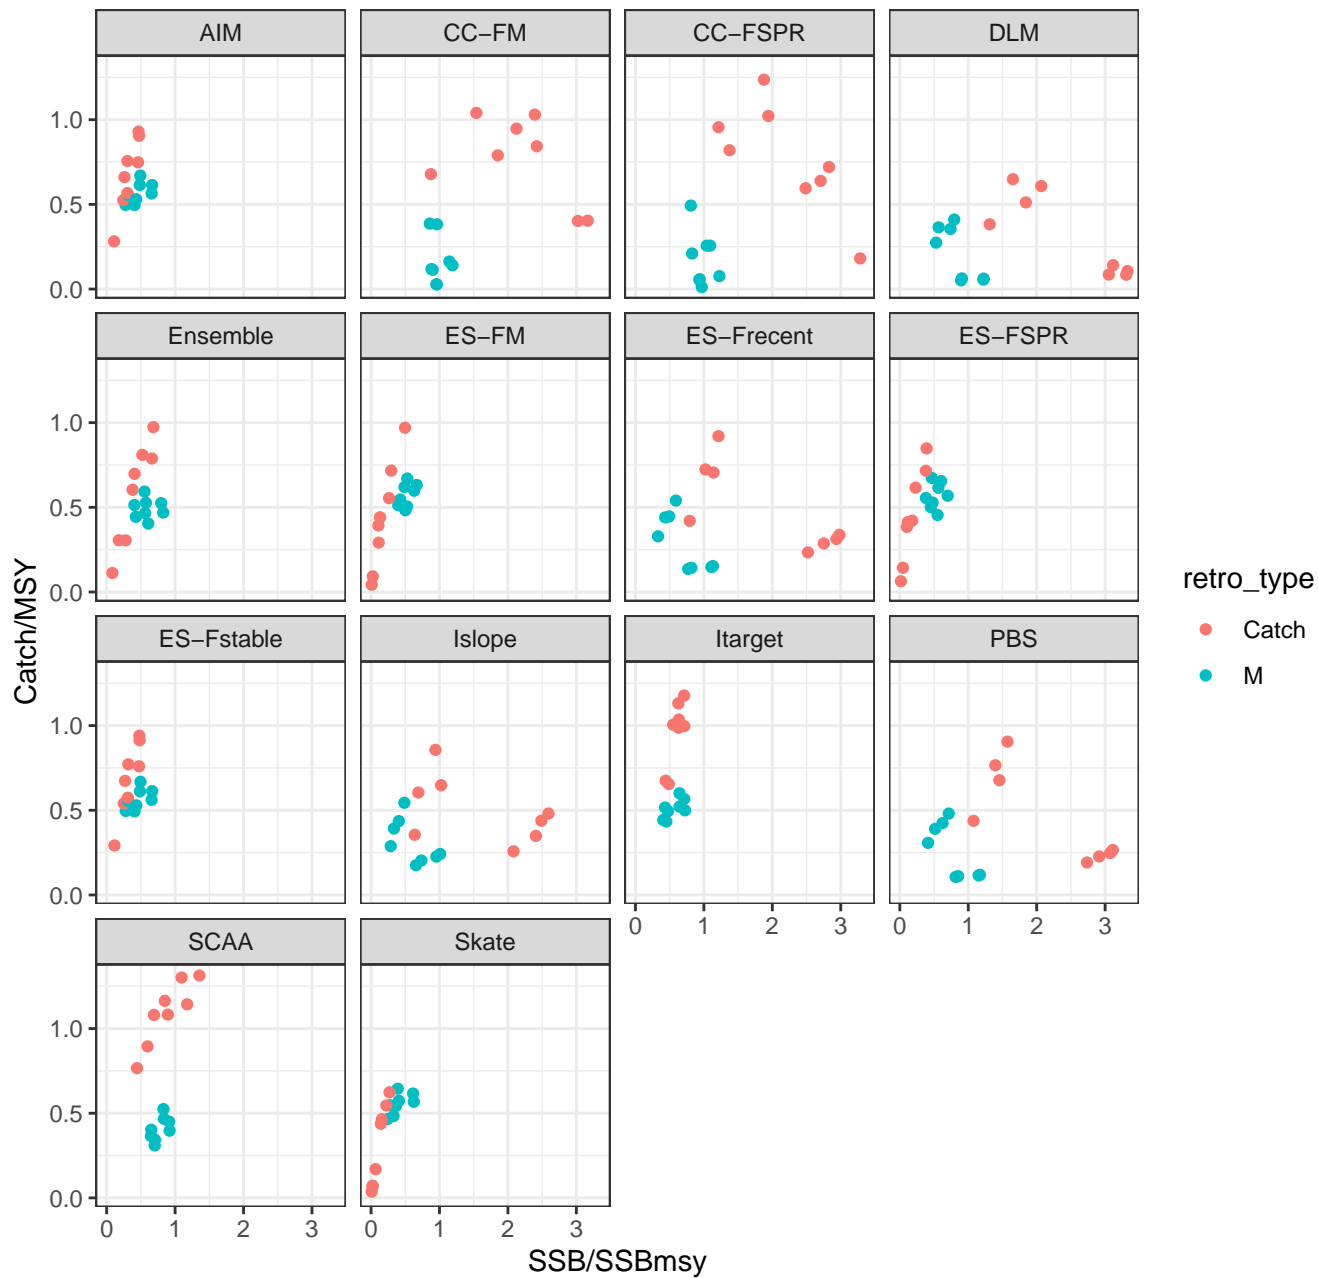 AIM CC−FM CC−FSPR DLM
1.0
0.5
0.0
Ensemble ES−FM ES−Frecent ES−FSPR
1.0
0.5
0.0
Catch/MSY
retro_type
Catch
M
ES−Fstable Islope Itarget PBS
1.0
0.5
0.0
0 1 2 3 0 1 2 3
SCAA Skate
1.0
0.5
0.0
0 1 2 3 0 1 2 3
SSB/SSBmsy